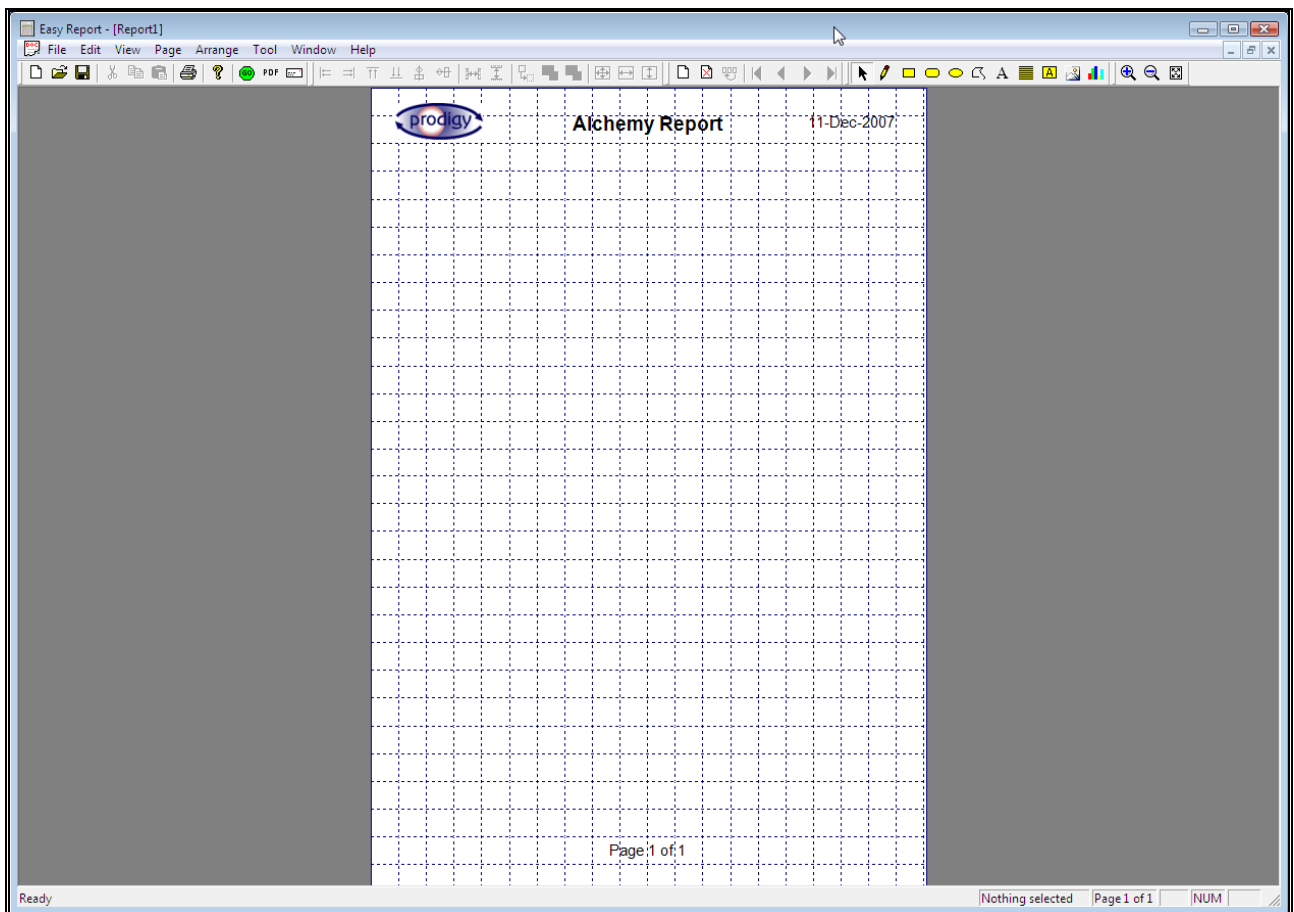 Easy Report - [Report1]
File Edit View Page Arrange Tool Window Help
GO PDF A A
prodigy Alchemy Report 11-Dec-2007
Page 1 of 1
Ready Nothing selected Page 1 of 1 NUM